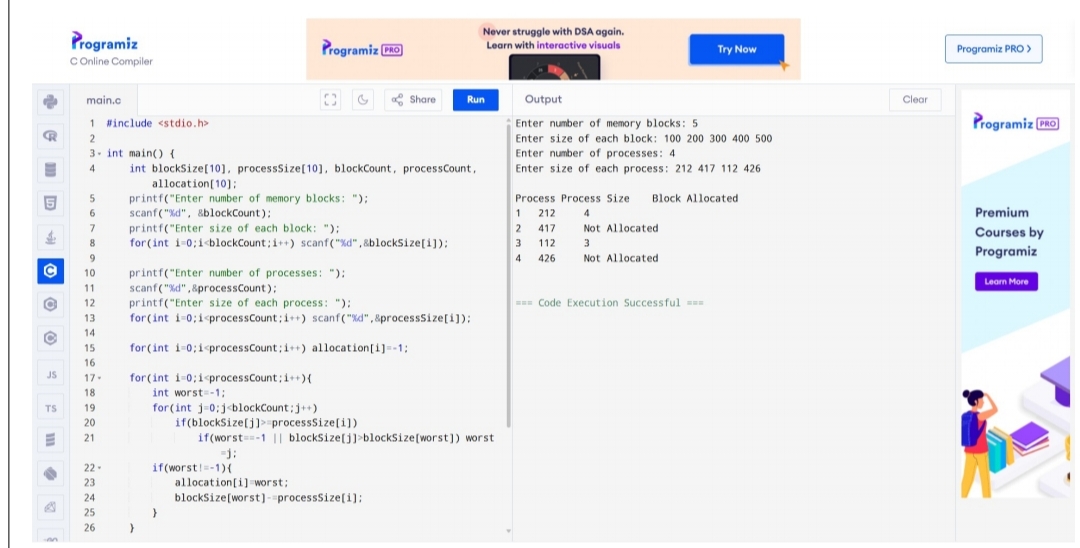 Programiz
C Online Compiler
Programiz PRO
Never struggle with DSA again.
Learn with interactive visuals
Try Now
Programiz PRO >
main.c
Share
Run
1 #include <stdio.h>
2
3 int main() {
4     int blockSize[10], processSize[10], blockCount, processCount,
        allocation[10];
5     printf("Enter number of memory blocks: ");
6     scanf("%d", &blockCount);
7     printf("Enter size of each block: ");
8     for(int i=0;i<blockCount;i++) scanf("%d",&blockSize[i]);
9
10     printf("Enter number of processes: ");
11     scanf("%d",&processCount);
12     printf("Enter size of each process: ");
13     for(int i=0;i<processCount;i++) scanf("%d",&processSize[i]);
14
15     for(int i=0;i<processCount;i++) allocation[i]=-1;
16
17     for(int i=0;i<processCount;i++){
18         int worst=-1;
19         for(int j=0;j<blockCount;j++)
20             if(blockSize[j]>=processSize[i])
21                 if(worst==-1 || blockSize[j]>blockSize[worst]) worst
                    =j;
22         if(worst!=-1){
23             allocation[i]=worst;
24             blockSize[worst]-=processSize[i];
25         }
26     }
Output
Clear
Enter number of memory blocks: 5
Enter size of each block: 100 200 300 400 500
Enter number of processes: 4
Enter size of each process: 212 417 112 426
Process Process Size    Block Allocated
1   212     4
2   417     Not Allocated
3   112     3
4   426     Not Allocated
=== Code Execution Successful ===
JS
TS
Programiz PRO
Premium
Courses by
Programiz
Learn More